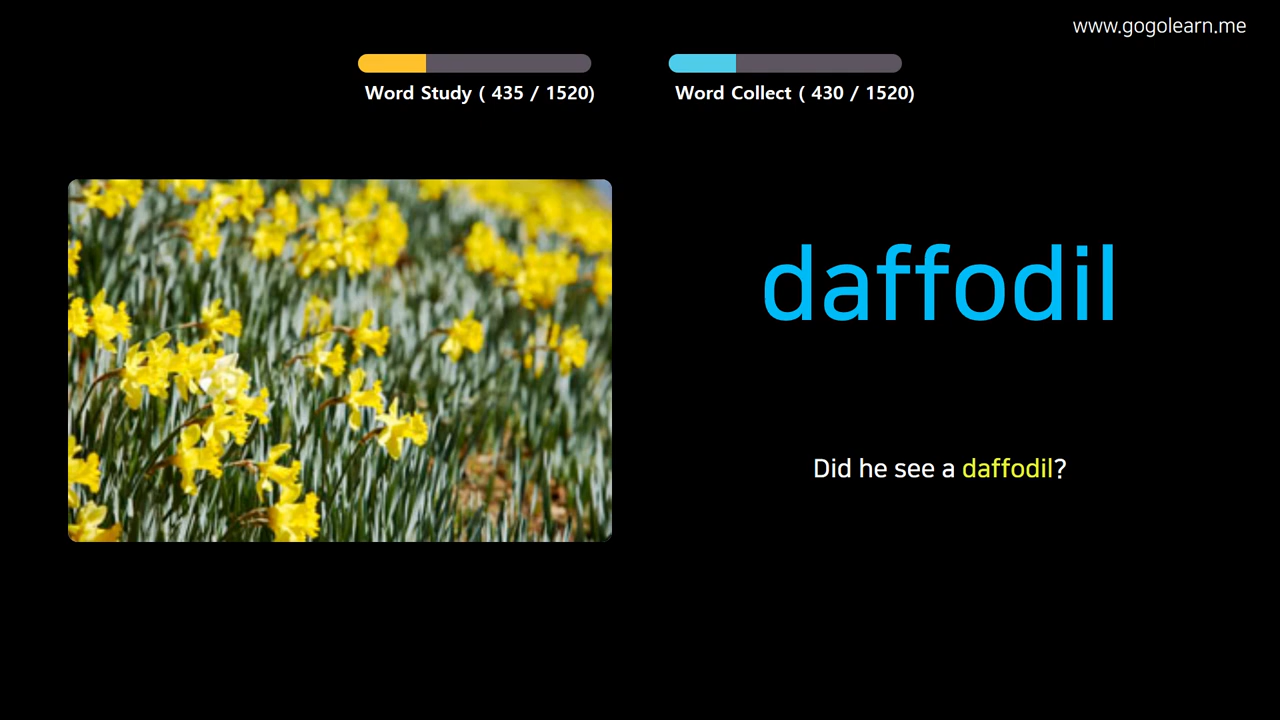 www.gogolearn.me
Word Study ( 435 / 1520)
Word Collect ( 430 / 1520)
daffodil
Did he see a daffodil?